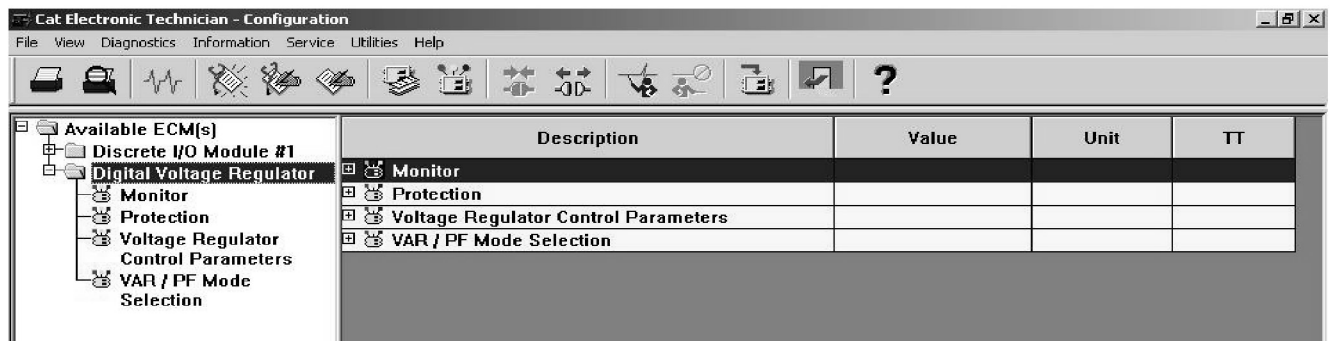 Cat Electronic Technician - Configuration
File View Diagnostics Information Service Utilities Help
?
Available ECM(s)
Discrete I/O Module #1
Digital Voltage Regulator
Monitor
Protection
Voltage Regulator
Control Parameters
VAR / PF Mode
Selection
Description Value Unit TT
Monitor
Protection
Voltage Regulator Control Parameters
VAR / PF Mode Selection